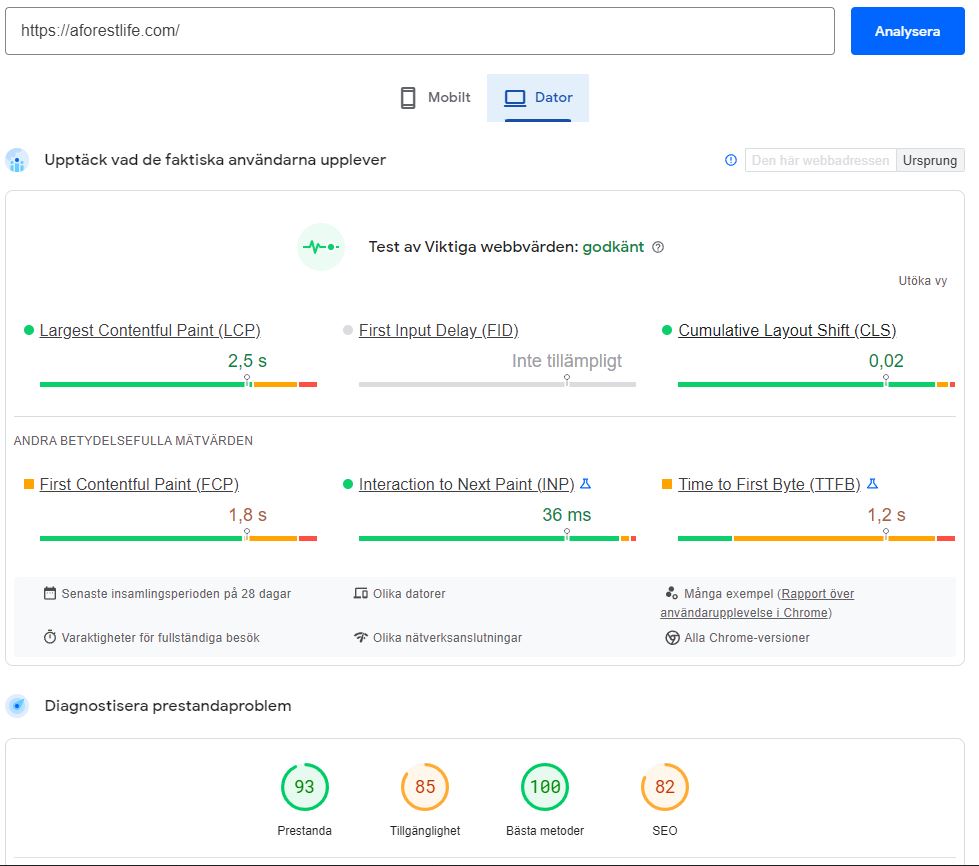 https://aforestlife.com/
Analysera
Mobilt
Dator
Upptäck vad de faktiska användarna upplever
Den här webbadressen
Ursprung
Test av Viktiga webbvärden: godkänt
Utöka vy
Largest Contentful Paint (LCP)
2,5 s
First Input Delay (FID)
Inte tillämpligt
Cumulative Layout Shift (CLS)
0,02
ANDRA BETYDELSEFULLA MÄTVÄRDEN
First Contentful Paint (FCP)
1,8 s
Interaction to Next Paint (INP)
36 ms
Time to First Byte (TTFB)
1,2 s
Senaste insamlingsperioden på 28 dagar
Olika datorer
Många exempel (Rapport över
användarupplevelse i Chrome)
Varaktigheter för fullständiga besök
Olika nätverksanslutningar
Alla Chrome-versioner
Diagnostisera prestandaproblem
93
Prestanda
85
Tillgänglighet
100
Bästa metoder
82
SEO